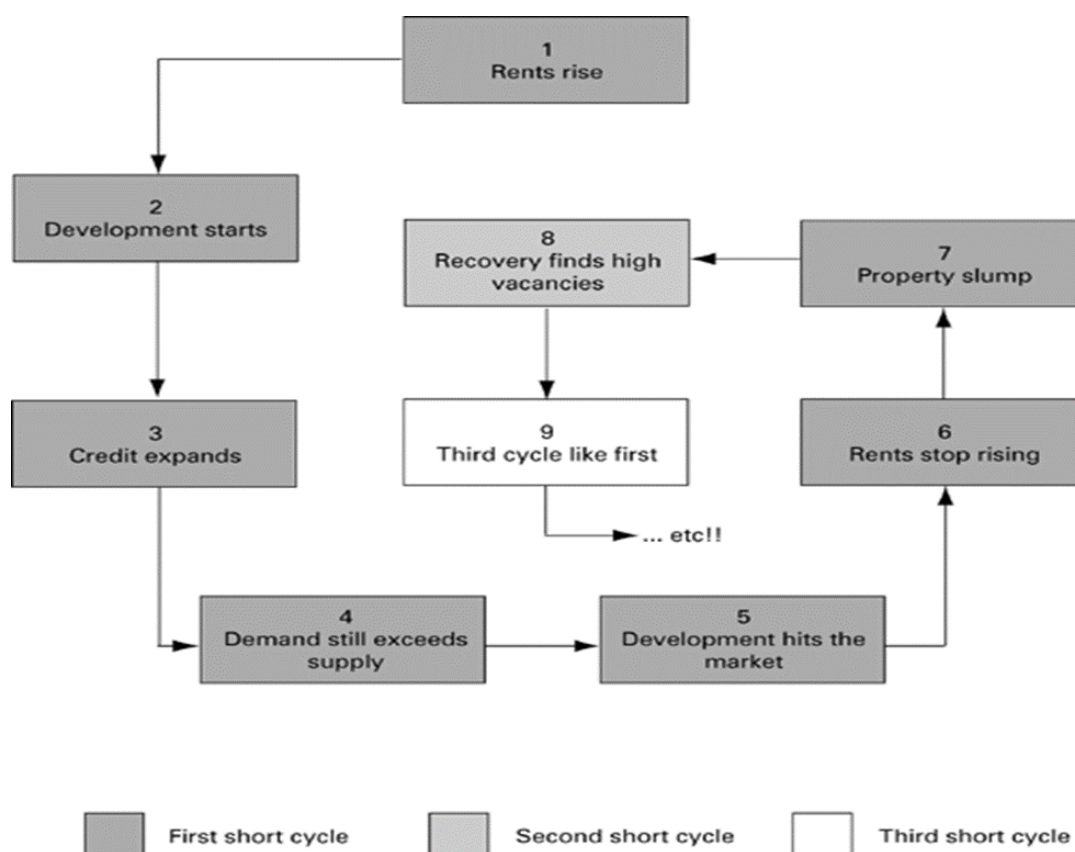 1
Rents rise
2
Development starts
3
Credit expands
4
Demand still exceeds
supply
5
Development hits the
market
6
Rents stop rising
7
Property slump
8
Recovery finds high
vacancies
9
Third cycle like first
... etc!!
First short cycle
Second short cycle
Third short cycle